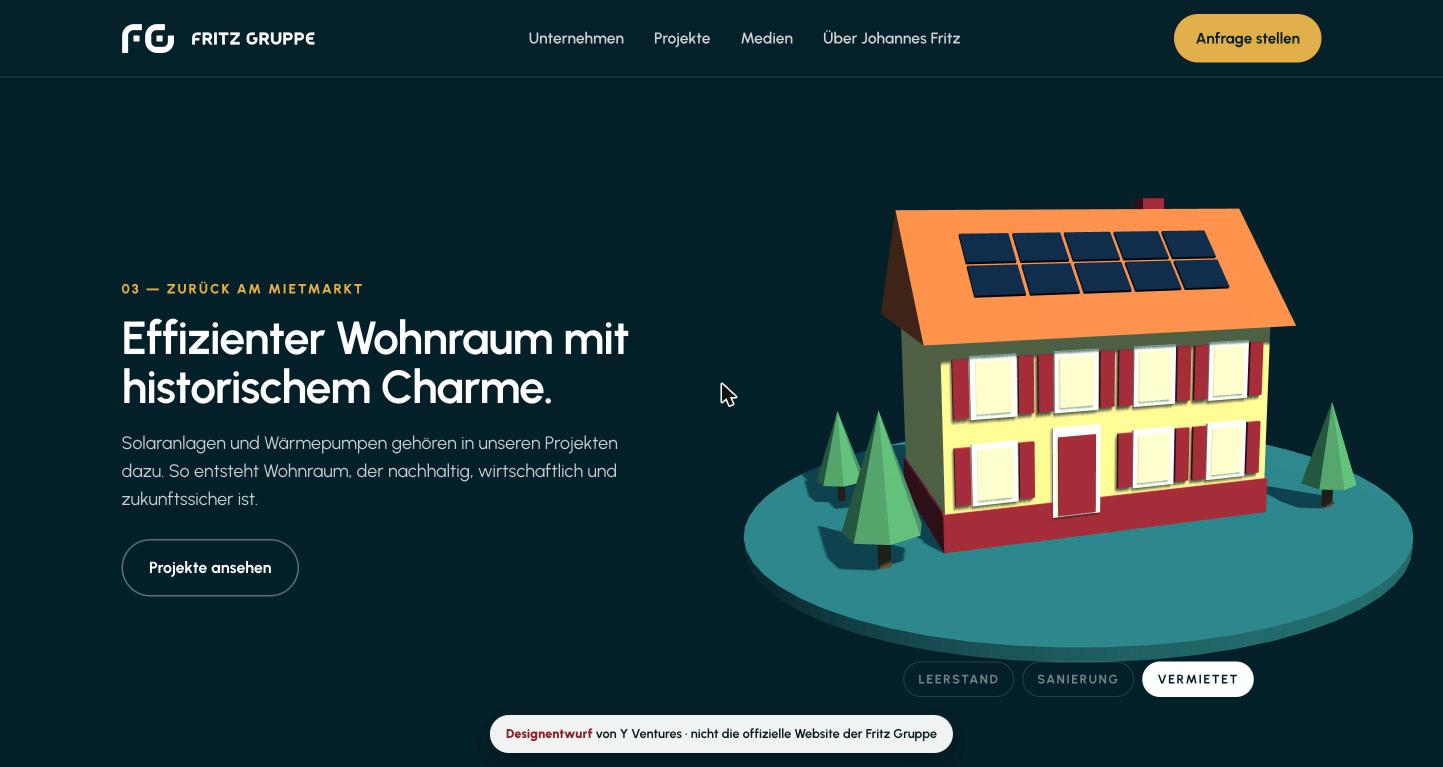 FG FRITZ GRUPPE
Unternehmen Projekte Medien Über Johannes Fritz
Anfrage stellen
03 — ZURÜCK AM MIETMARKT
Effizienter Wohnraum mit
historischem Charme.
Solaranlagen und Wärmepumpen gehören in unseren Projekten
dazu. So entsteht Wohnraum, der nachhaltig, wirtschaftlich und
zukunftssicher ist.
Projekte ansehen
LEERSTAND SANIERUNG VERMIETET
Designentwurf von Y Ventures · nicht die offizielle Website der Fritz Gruppe